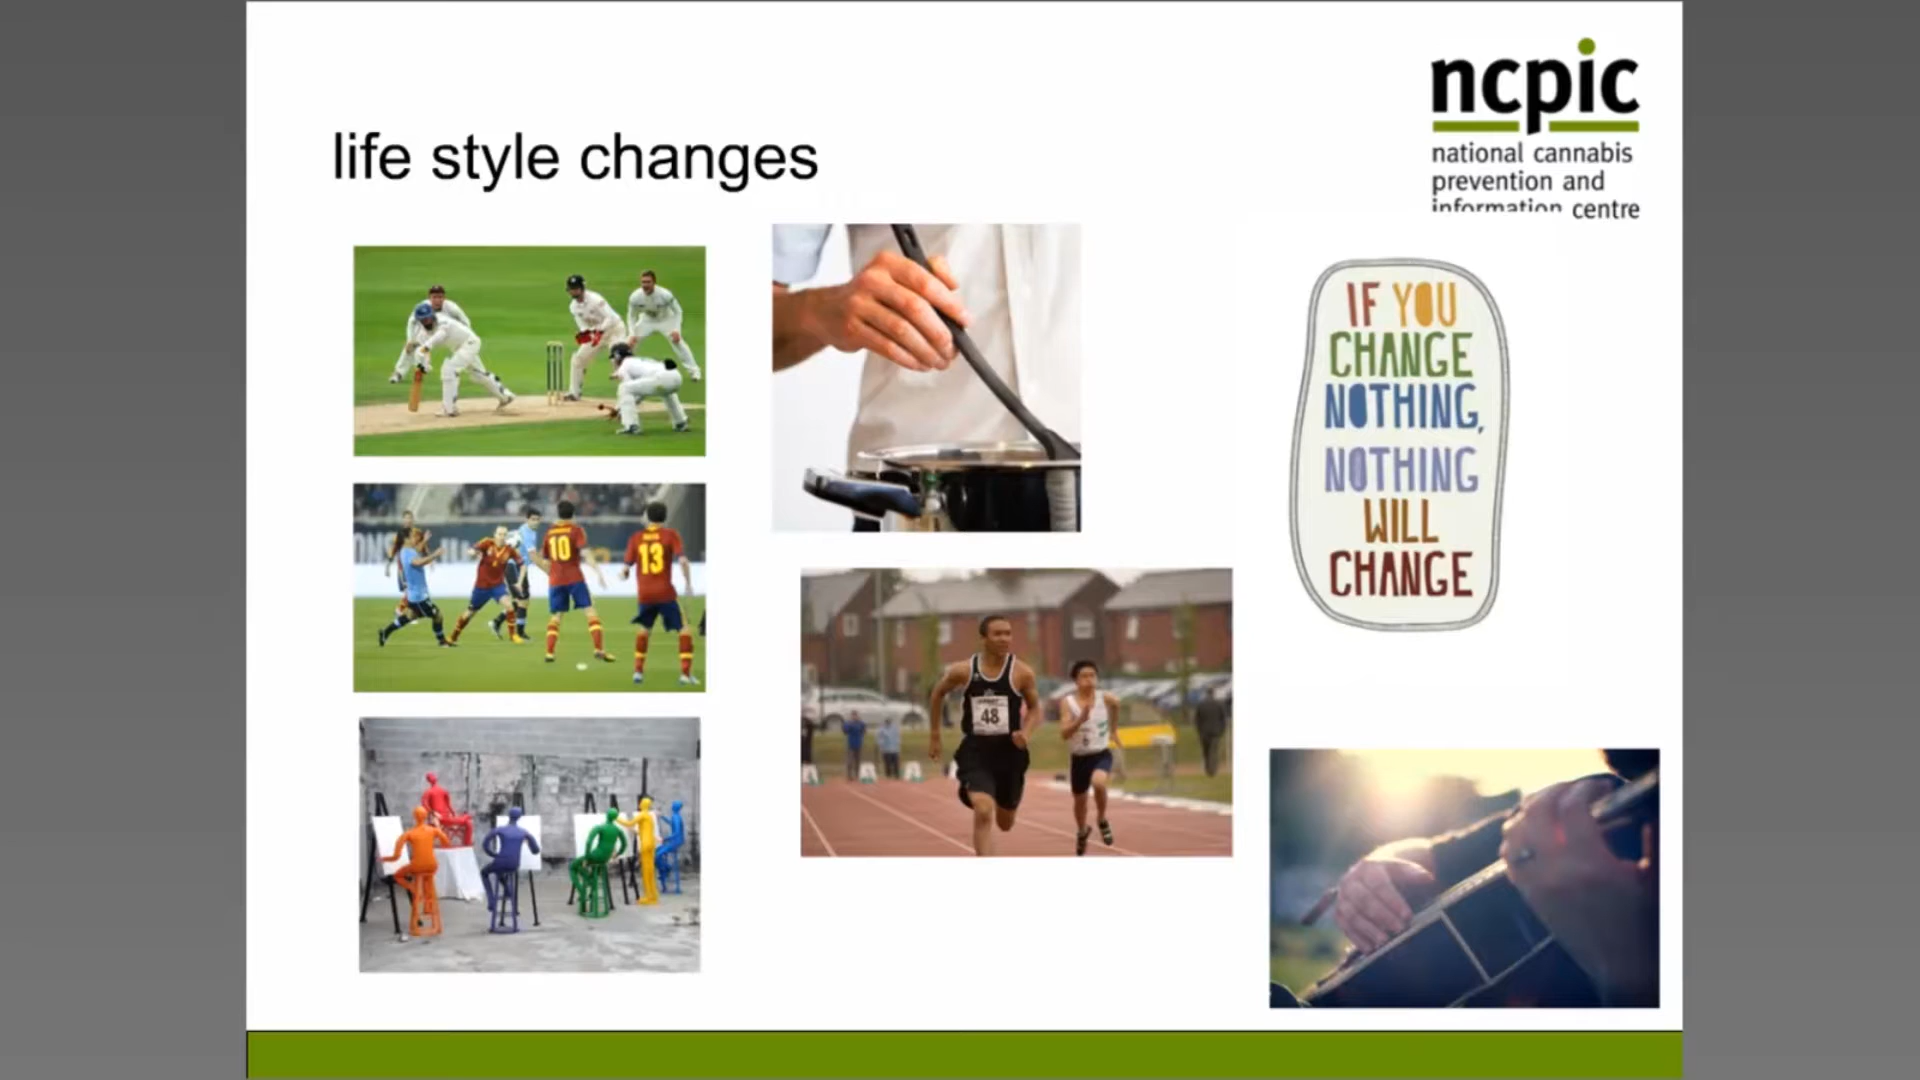 ncpic
national cannabis
prevention and
information centre
life style changes
IF YOU
CHANGE
NOTHING,
NOTHING
WILL
CHANGE
10
13
48